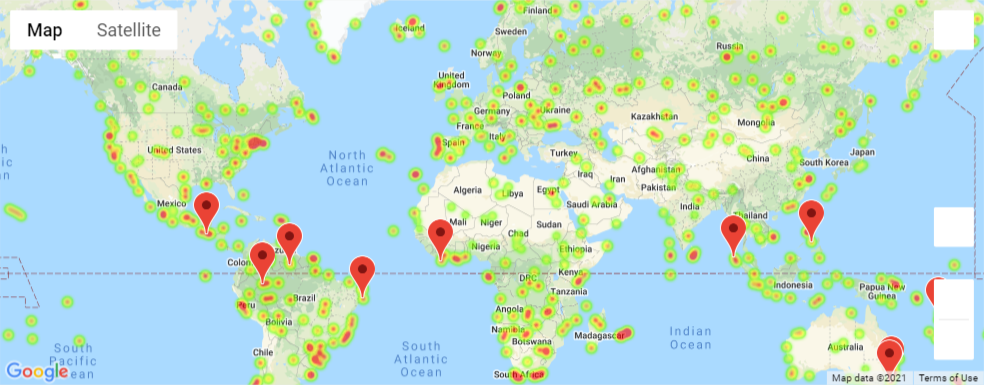 Map Satellite
Iceland
Finland
Sweden
Norway
Russia
Canada
United
Kingdom
Poland
Germany
Ukraine
France
Kazakhstan
Mongolia
Italy
Spain
United States
North
Atlantic
Ocean
Turkey
China
South Korea
Japan
Iraq
Iran
Afghanistan
Pakistan
Algeria
Libya
Egypt
Saudi Arabia
India
Mexico
Mali
Niger
Chad
Sudan
Thailand
Nigeria
Ethiopia
DRC
Kenya
Tanzania
Indonesia
Papua New
Guinea
Brazil
Peru
Bolivia
Angola
Namibia
Botswana
Madagascar
Indian
Ocean
Australia
Chile
South
Pacific
South
Atlantic
Ocean
South Africa
Google
Map data ©2021 Terms of Use